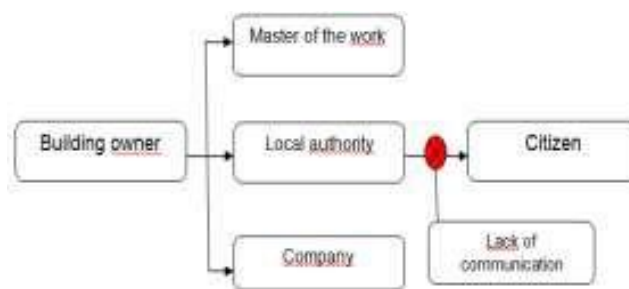 Master of the work
Building owner
Local authority
Citizen
Company
Lack of
communication